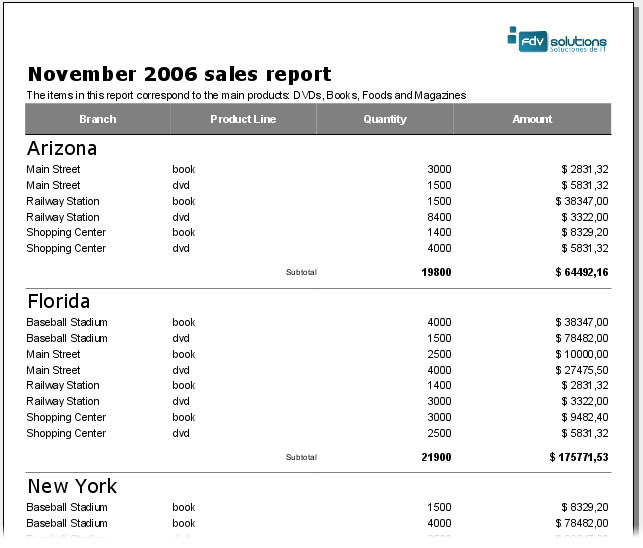 FDV solutions
Soluciones de IT
November 2006 sales report
The items in this report correspond to the main products: DVDs, Books, Foods and Magazines
Branch Product Line Quantity Amount
Arizona
Main Street book 3000 $ 2831,32
Main Street dvd 1500 $ 5831,32
Railway Station book 1500 $ 38347,00
Railway Station dvd 8400 $ 3322,00
Shopping Center book 1400 $ 8329,20
Shopping Center dvd 4000 $ 5831,32
Subtotal 19800 $ 64492,16
Florida
Baseball Stadium book 4000 $ 38347,00
Baseball Stadium dvd 1500 $ 78482,00
Main Street book 2500 $ 10000,00
Main Street dvd 4000 $ 27475,50
Railway Station book 1400 $ 2831,32
Railway Station dvd 3000 $ 3322,00
Shopping Center book 3000 $ 9482,40
Shopping Center dvd 2500 $ 5831,32
Subtotal 21900 $ 175771,53
New York
Baseball Stadium book 1500 $ 8329,20
Baseball Stadium book 4000 $ 78482,00